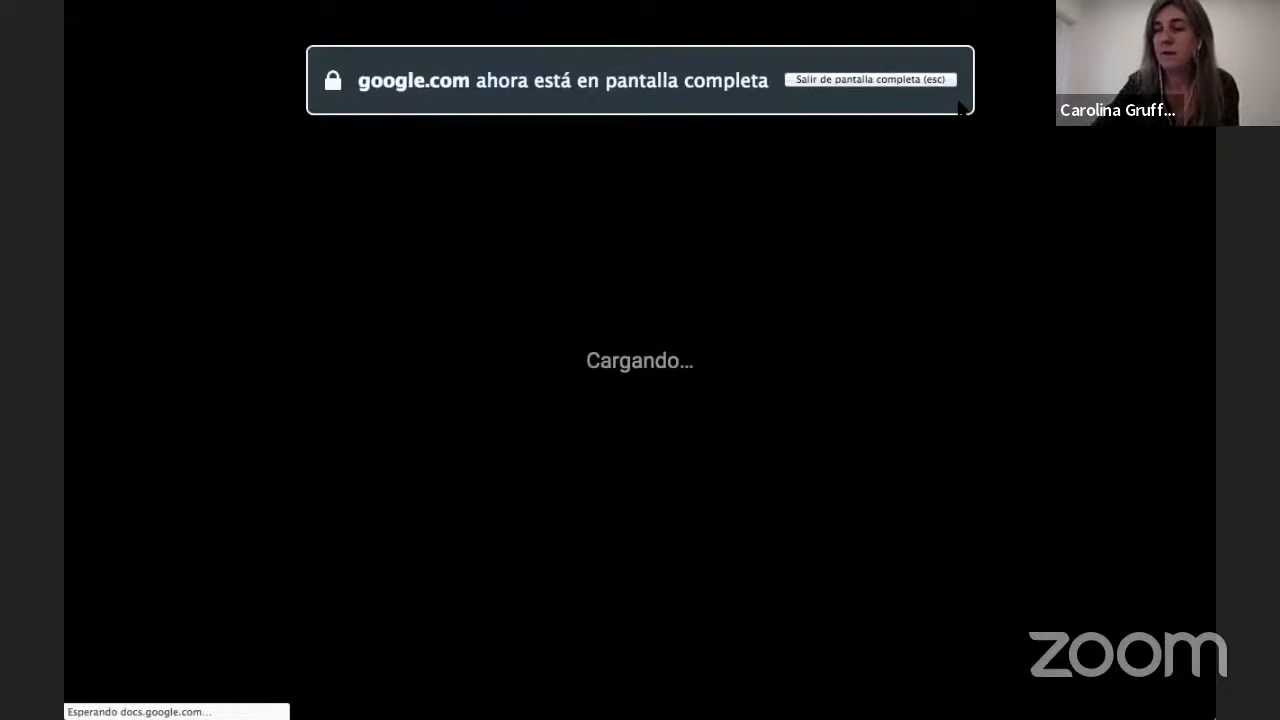 google.com ahora está en pantalla completa Salir de pantalla completa (esc)
Carolina Gruff...
Cargando...
zoom
Esperando docs.google.com...